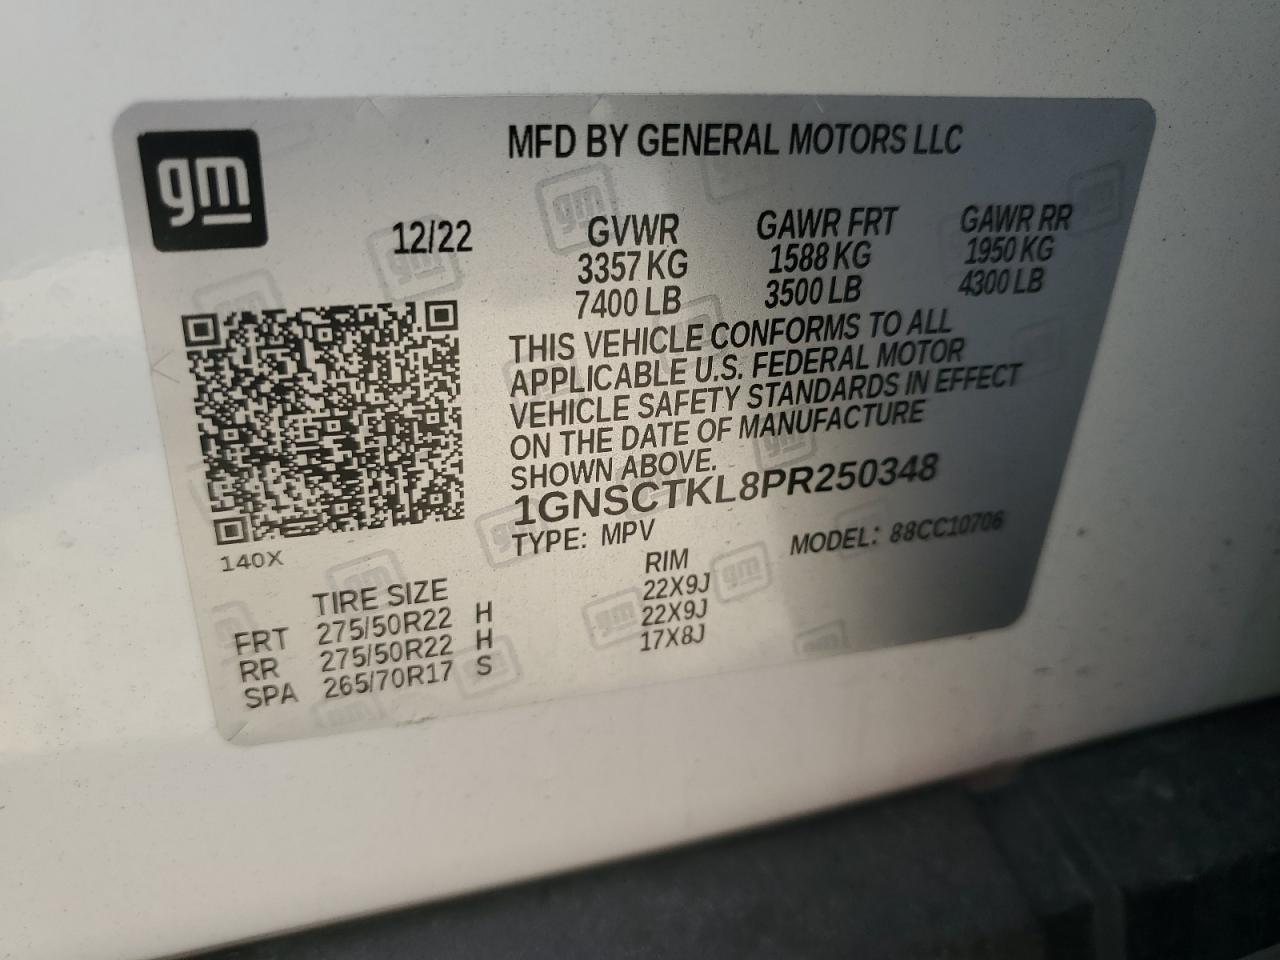 gm
MFD BY GENERAL MOTORS LLC
12/22
GVWR GAWR FRT GAWR RR
3357 KG 1588 KG 1950 KG
7400 LB 3500 LB 4300 LB
THIS VEHICLE CONFORMS TO ALL
APPLICABLE U.S. FEDERAL MOTOR
VEHICLE SAFETY STANDARDS IN EFFECT
ON THE DATE OF MANUFACTURE
SHOWN ABOVE.
1GNSCTKL8PR250348
TYPE: MPV MODEL: 88CC10706
140X
TIRE SIZE RIM
FRT 275/50R22 H 22X9J
RR 275/50R22 H 22X9J
SPA 265/70R17 S 17X8J